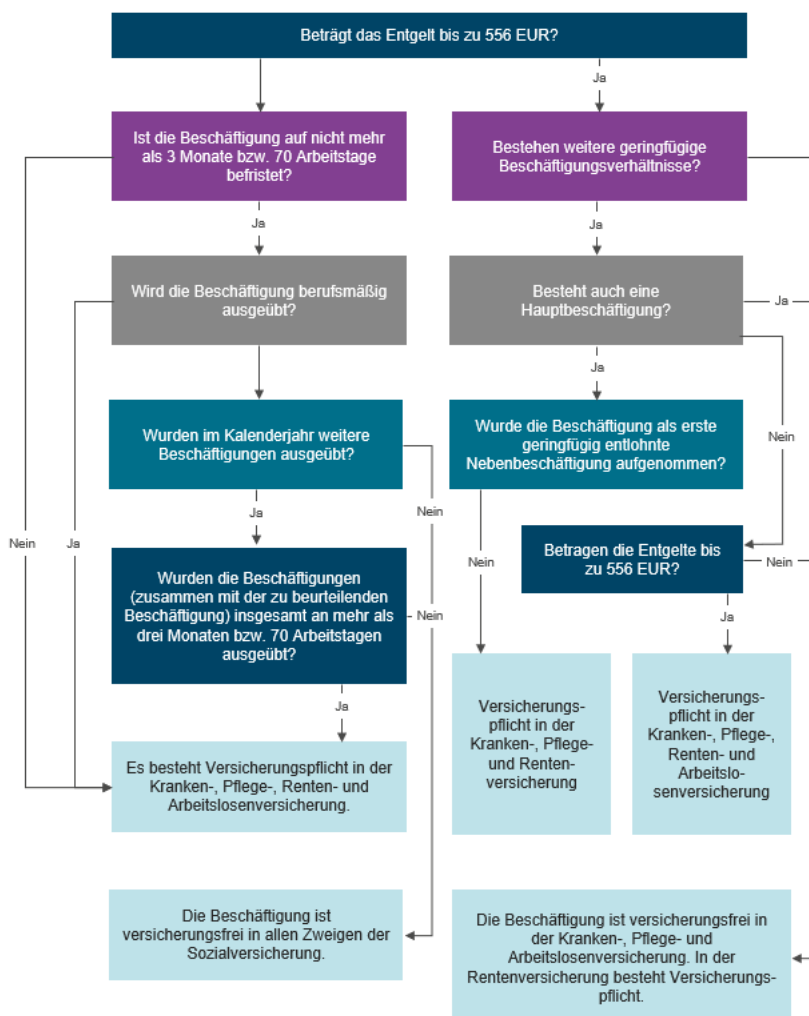 Beträgt das Entgelt bis zu 556 EUR?
Ja
Ist die Beschäftigung auf nicht mehr
als 3 Monate bzw. 70 Arbeitstage
befristet?
Bestehen weitere geringfügige
Beschäftigungsverhältnisse?
Ja
Ja
Wird die Beschäftigung berufsmäßig
ausgeübt?
Besteht auch eine
Hauptbeschäftigung?
Ja
Ja
Wurden im Kalenderjahr weitere
Beschäftigungen ausgeübt?
Wurde die Beschäftigung als erste
geringfügig entlohnte
Nebenbeschäftigung aufgenommen?
Nein
Ja
Nein
Nein
Ja
Nein
Wurden die Beschäftigungen
(zusammen mit der zu beurteilenden
Beschäftigung) insgesamt an mehr als
drei Monaten bzw. 70 Arbeitstagen
ausgeübt?
Nein
Betragen die Entgelte bis
zu 556 EUR?
Nein
Ja
Ja
Es besteht Versicherungspflicht in der
Kranken-, Pflege-, Renten- und
Arbeitslosenversicherung.
Versicherungs-
pflicht in der
Kranken-, Pflege-
und Renten-
versicherung
Versicherungs-
pflicht in der
Kranken-, Pflege-,
Renten- und
Arbeitslo-
senversicherung
Die Beschäftigung ist
versicherungsfrei in allen Zweigen der
Sozialversicherung.
Die Beschäftigung ist versicherungsfrei in
der Kranken-, Pflege- und
Arbeitslosenversicherung. In der
Rentenversicherung besteht Versicherungs-
pflicht.